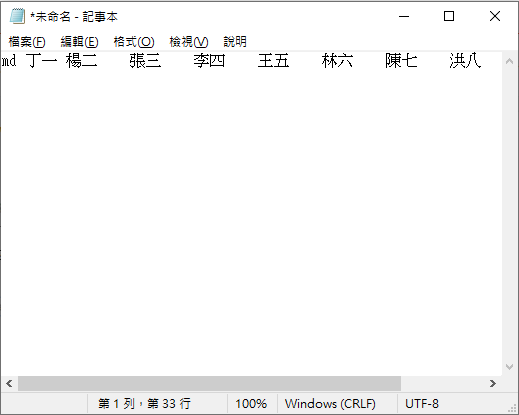 *未命名 - 記事本
檔案(F) 編輯(E) 格式(O) 檢視(V) 說明
md 丁一 楊二 張三 李四 王五 林六 陳七 洪八
第 1 列，第 33 行 100% Windows (CRLF) UTF-8